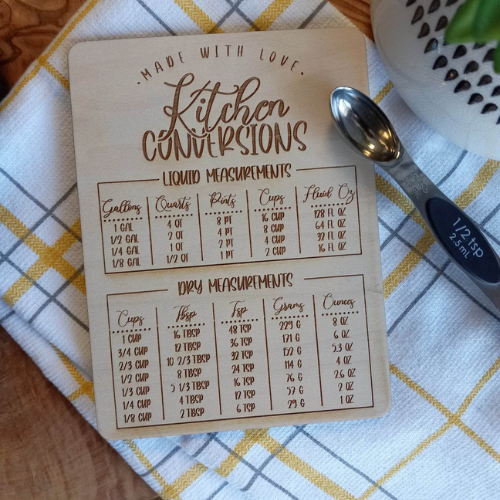 ·MADE WITH LOVE·
Kitchen
CONVERSIONS
LIQUID MEASUREMENTS
Gallons Quarts Pints Cups Fluid Oz
1 GAL 4 QT 8 PT 16 CUP 128 FL OZ
1/2 GAL 2 QT 4 PT 8 CUP 64 FL OZ
1/4 GAL 1 QT 2 PT 4 CUP 32 FL OZ
1/8 GAL 1/2 QT 1 PT 2 CUP 16 FL OZ
DRY MEASUREMENTS
Cups Tbsp Tsp Grams Ounces
1 CUP 16 TBSP 48 TSP 229 G 8 OZ
3/4 CUP 12 TBSP 36 TSP 171 G 6 OZ
2/3 CUP 10 2/3 TBSP 32 TSP 152 G 5.3 OZ
1/2 CUP 8 TBSP 24 TSP 114 G 4 OZ
1/3 CUP 5 1/3 TBSP 16 TSP 76 G 2.6 OZ
1/4 CUP 4 TBSP 12 TSP 57 G 2 OZ
1/8 CUP 2 TBSP 6 TSP 29 G 1 OZ
1/2 tsp
2.5 mL